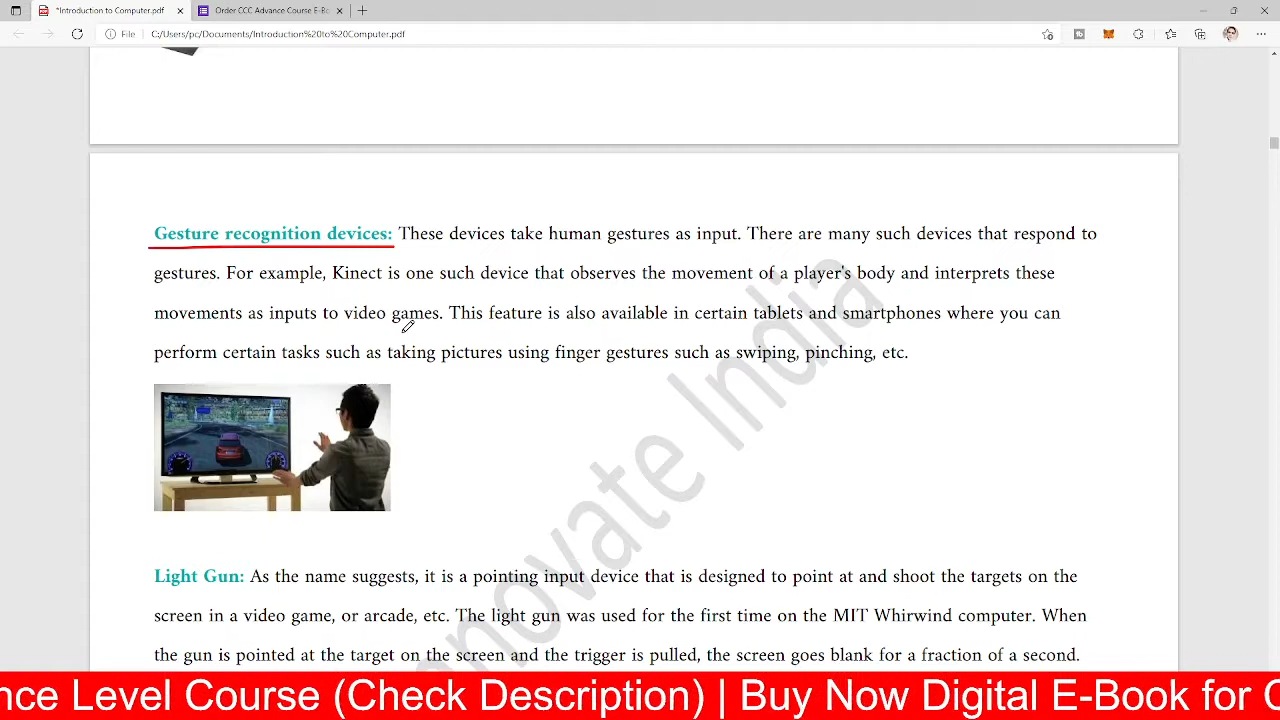 *Introduction to Computer.pdf
Order CCC Advance Course E-Bo
File
C:/Users/pc/Documents/Introduction%20to%20Computer.pdf
Gesture recognition devices: These devices take human gestures as input. There are many such devices that respond to
gestures. For example, Kinect is one such device that observes the movement of a player's body and interprets these
movements as inputs to video games. This feature is also available in certain tablets and smartphones where you can
perform certain tasks such as taking pictures using finger gestures such as swiping, pinching, etc.
novate India
Light Gun: As the name suggests, it is a pointing input device that is designed to point at and shoot the targets on the
screen in a video game, or arcade, etc. The light gun was used for the first time on the MIT Whirwind computer. When
the gun is pointed at the target on the screen and the trigger is pulled, the screen goes blank for a fraction of a second.
nce Level Course (Check Description) | Buy Now Digital E-Book for C